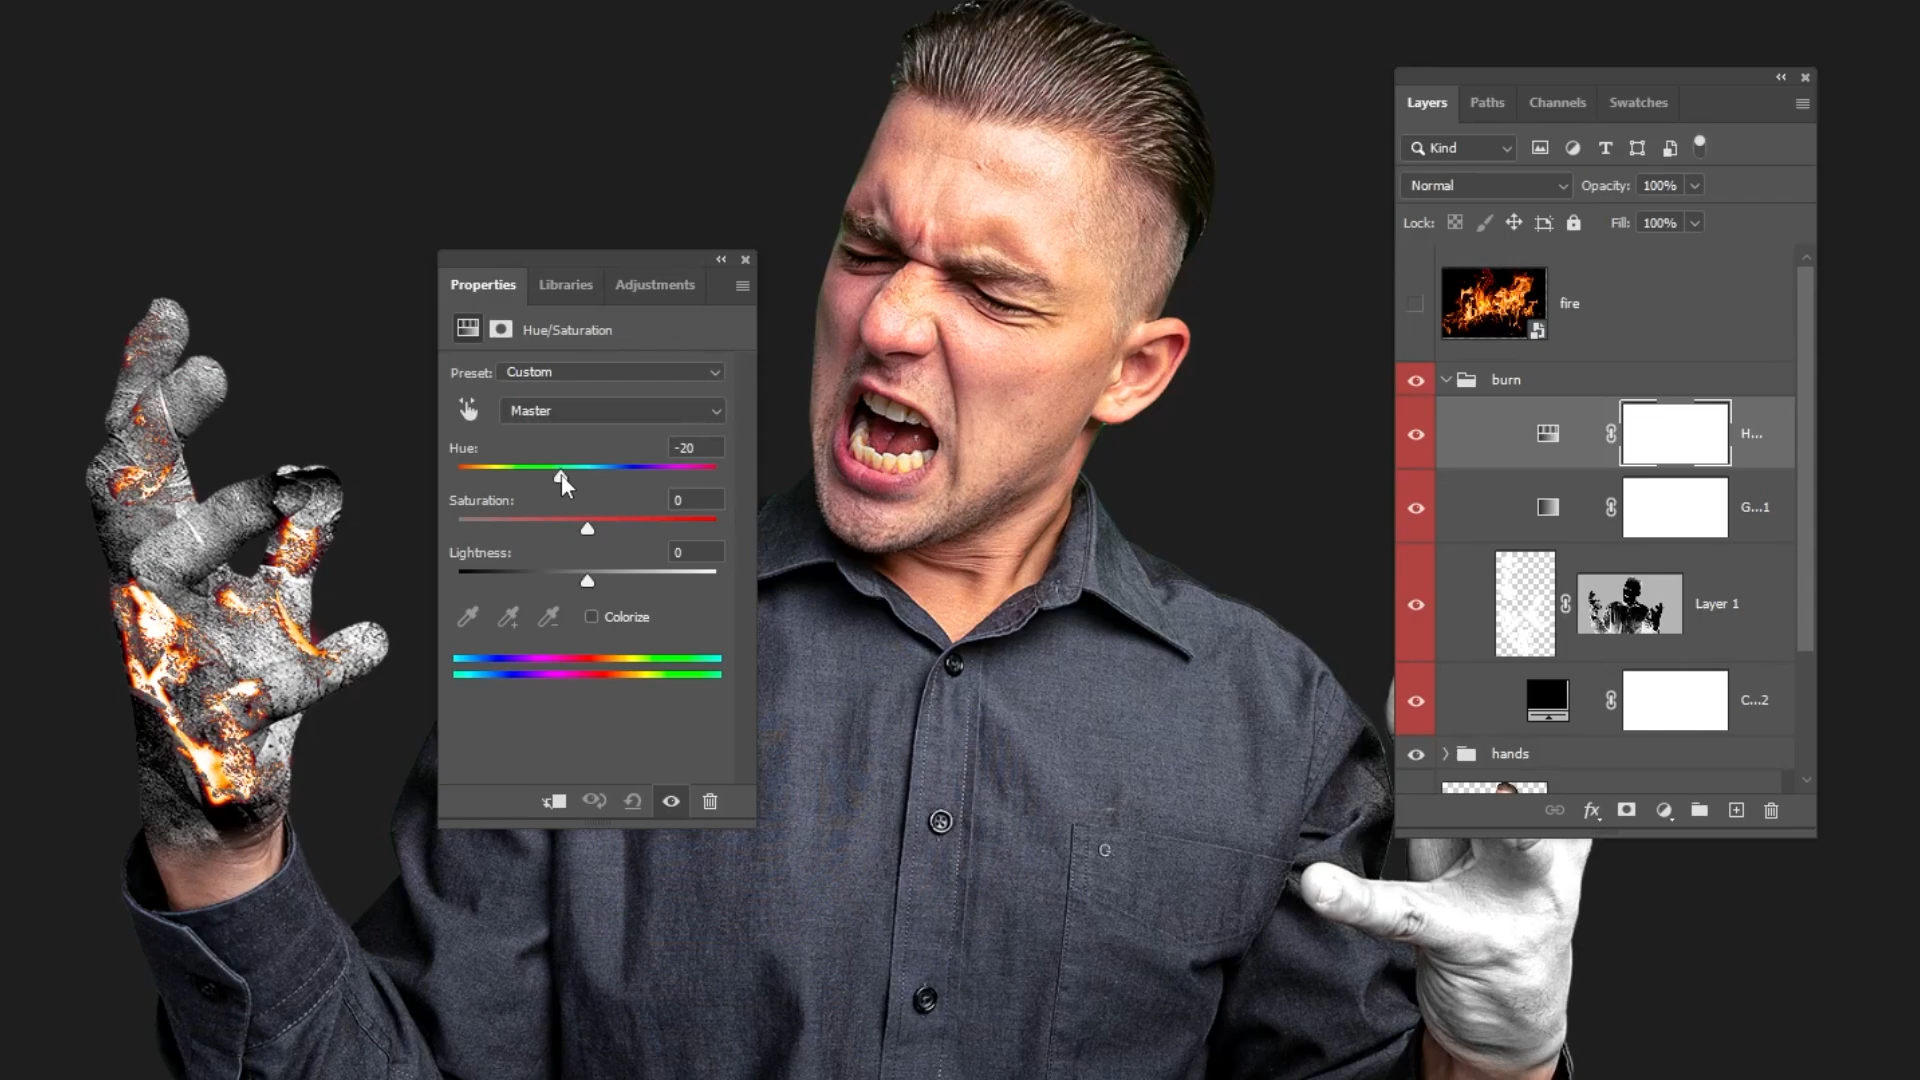 Properties Libraries Adjustments
Hue/Saturation
Preset: Custom
Master
Hue: -20
Saturation: 0
Lightness: 0
Colorize
Layers Paths Channels Swatches
Kind
Normal Opacity: 100%
Lock: Fill: 100%
fire
burn
H...
G...1
Layer 1
C...2
hands
fx